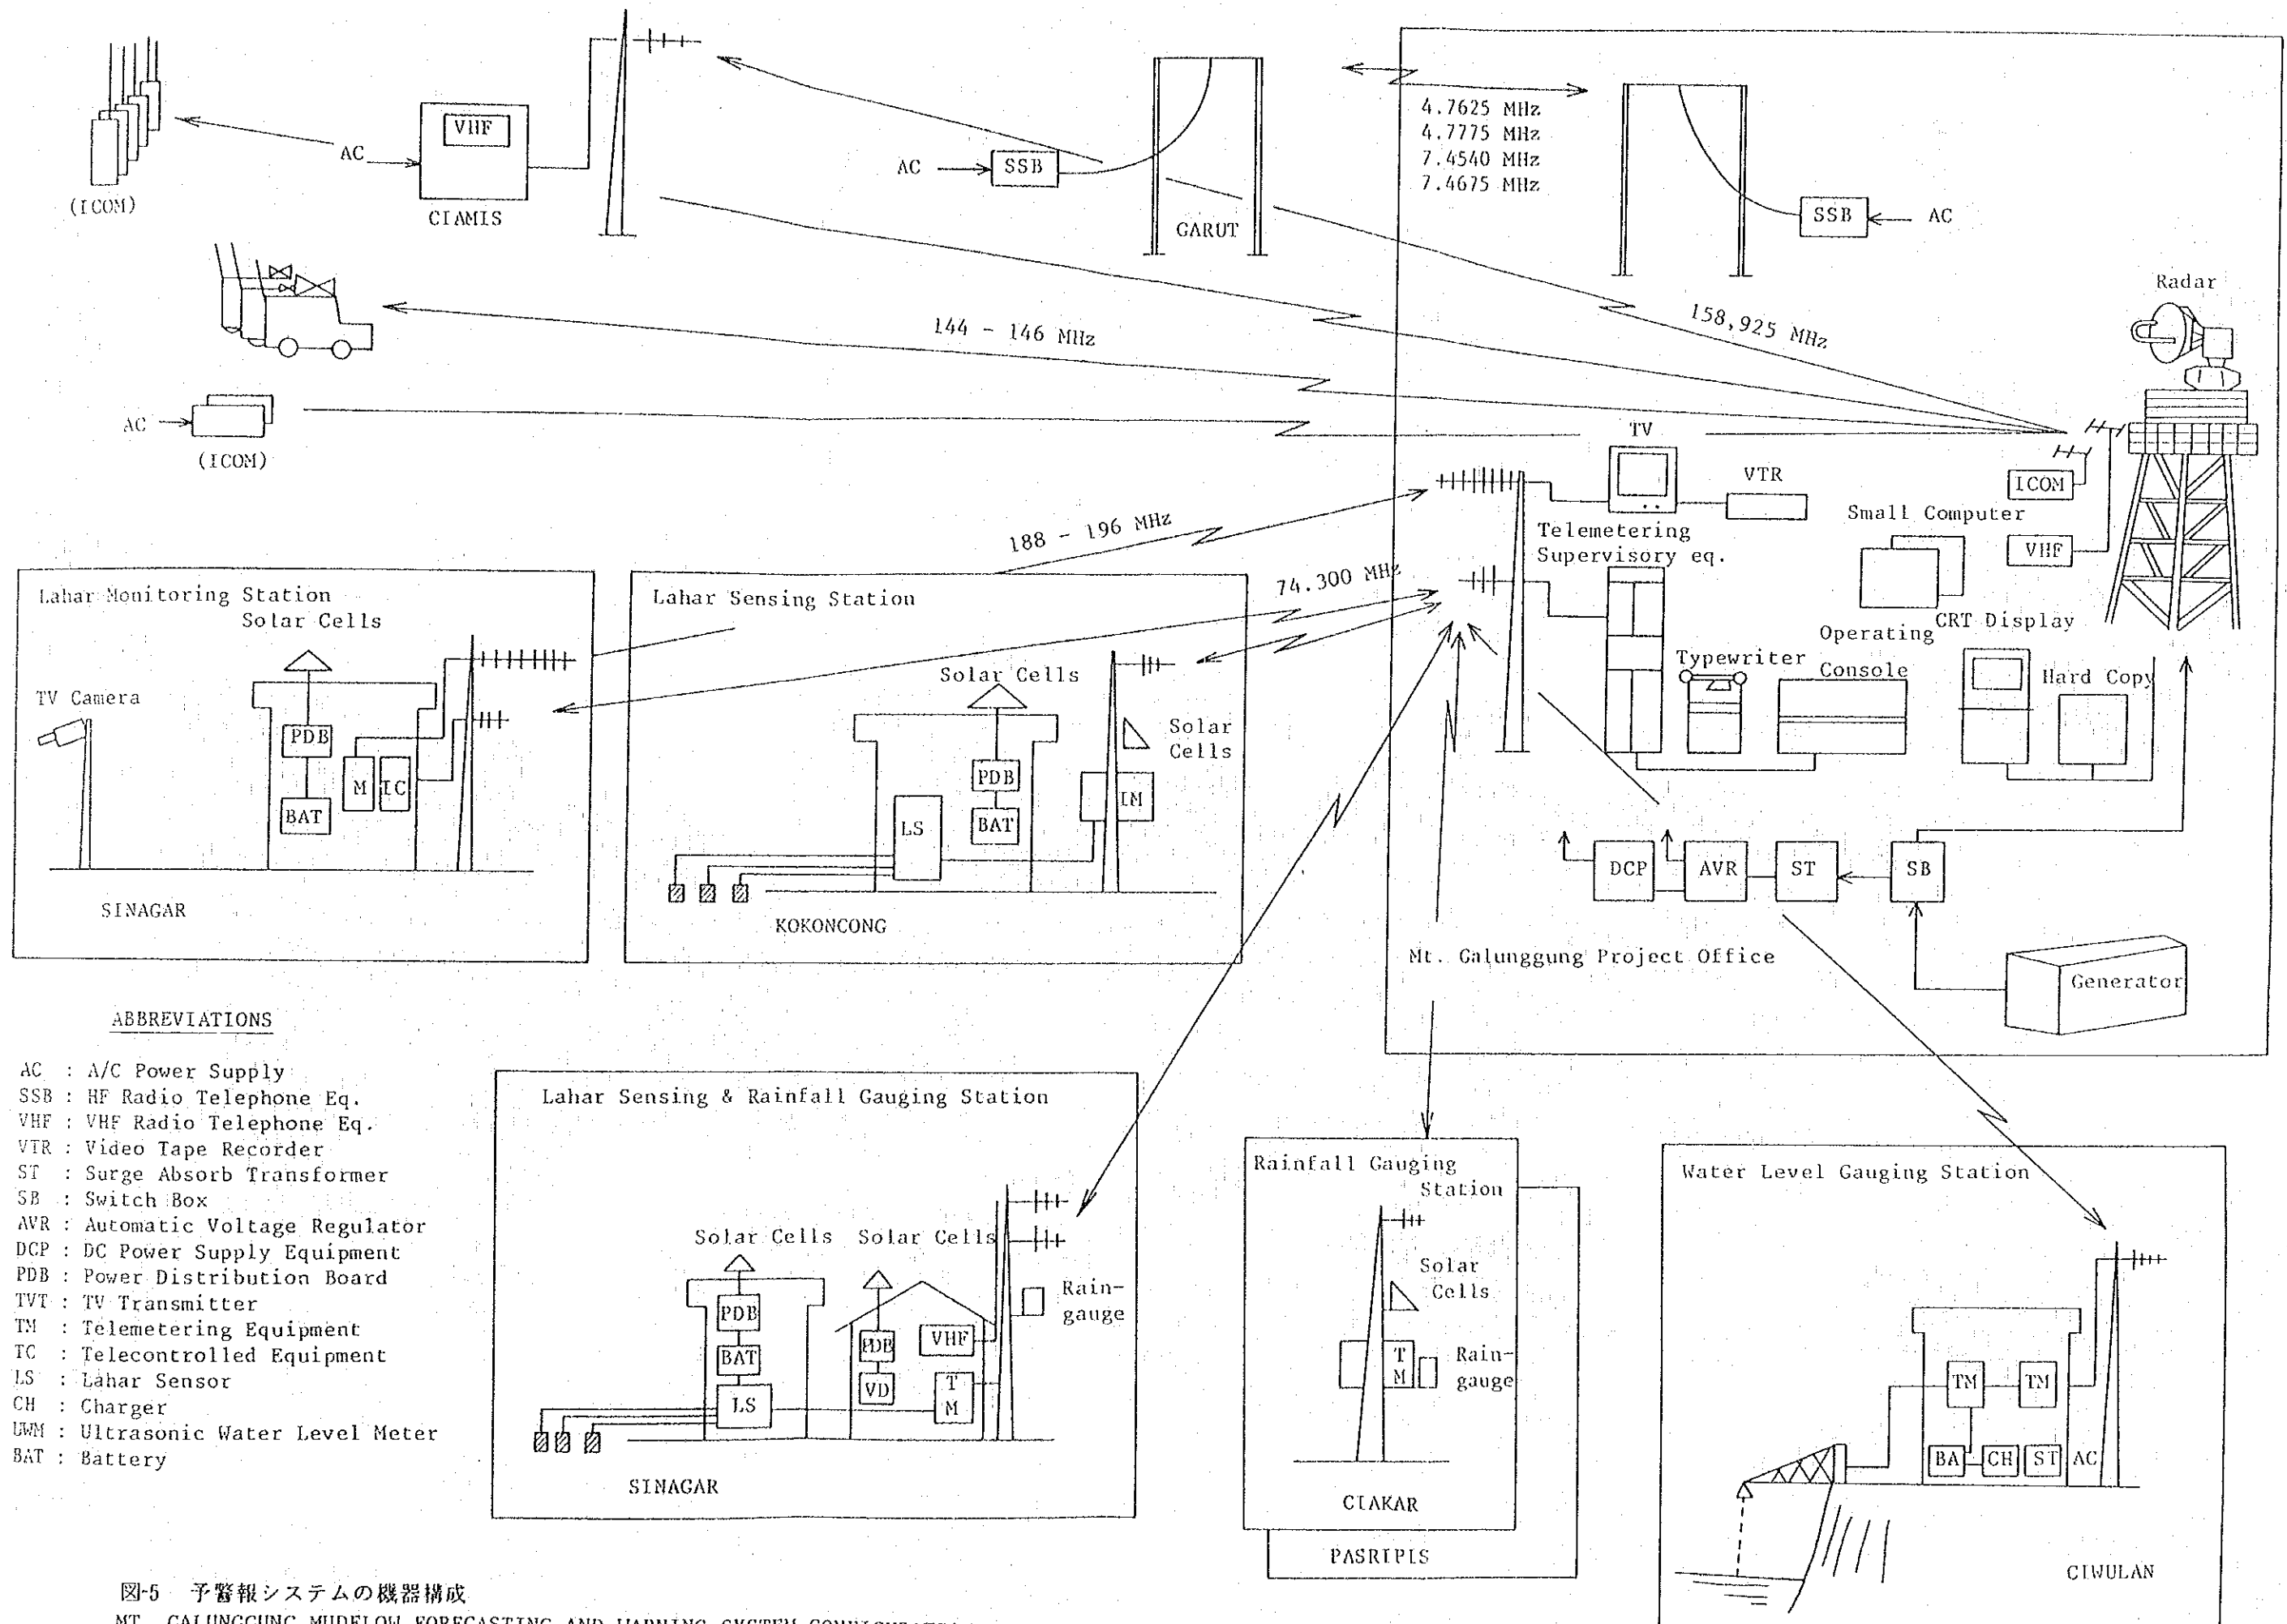 (ICOM)
AC
VHF
CIAMIS
AC
SSB
GARUT
4.7625 MHz
4.7775 MHz
7.4540 MHz
7.4675 MHz
SSB
AC
Radar
144 - 146 MHz
158,925 MHz
AC
(ICOM)
TV
VTR
ICOM
Small Computer
VHF
Telemetering
Supervisory eq.
188 - 196 MHz
74.300 MHz
Operating
Console
CRT Display
Typewriter
Hard Copy
DCP
AVR
ST
SB
Mt. Galunggung Project Office
Generator
Lahar Monitoring Station
Solar Cells
TV Camera
PDB
M
IC
BAT
SINAGAR
Lahar Sensing Station
Solar Cells
Solar
Cells
PDB
IM
LS
BAT
KOKONCONG
ABBREVIATIONS
AC : A/C Power Supply
SSB : HF Radio Telephone Eq.
VHF : VHF Radio Telephone Eq.
VTR : Video Tape Recorder
ST : Surge Absorb Transformer
SB : Switch Box
AVR : Automatic Voltage Regulator
DCP : DC Power Supply Equipment
PDB : Power Distribution Board
TVT : TV Transmitter
TM : Telemetering Equipment
TC : Telecontrolled Equipment
LS : Lahar Sensor
CH : Charger
UWM : Ultrasonic Water Level Meter
BAT : Battery
Lahar Sensing & Rainfall Gauging Station
Solar Cells
Solar Cells
Rain-
gauge
PDB
PDB
VHF
BAT
VD
T
M
LS
SINAGAR
Rainfall Gauging
Station
Solar
Cells
T
M
Rain-
gauge
CIAKAR
PASRIPIS
Water Level Gauging Station
TM
TM
BA
CH
ST
AC
CIWULAN
図-5 予警報システムの機器構成
MT. GALUNGGUNG MUDFLOW FORECASTING AND WARNING SYSTEM